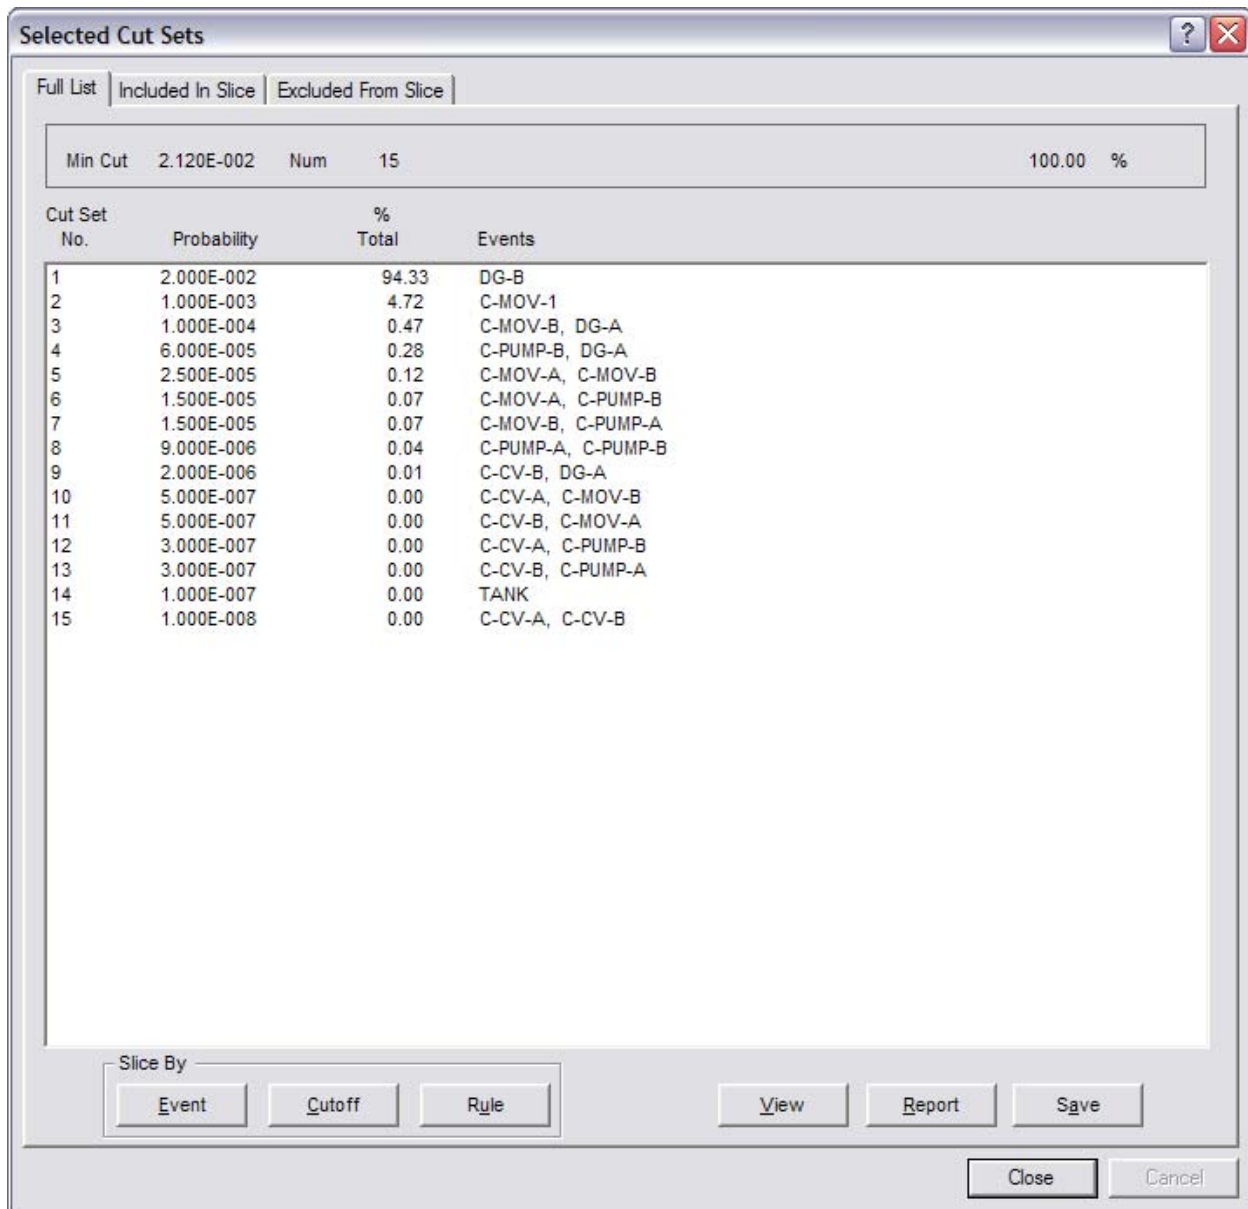 Selected Cut Sets
Full List Included In Slice Excluded From Slice
Min Cut 2.120E-002 Num 15 100.00 %
Cut Set %
No. Probability Total Events
1 2.000E-002 94.33 DG-B
2 1.000E-003 4.72 C-MOV-1
3 1.000E-004 0.47 C-MOV-B, DG-A
4 6.000E-005 0.28 C-PUMP-B, DG-A
5 2.500E-005 0.12 C-MOV-A, C-MOV-B
6 1.500E-005 0.07 C-MOV-A, C-PUMP-B
7 1.500E-005 0.07 C-MOV-B, C-PUMP-A
8 9.000E-006 0.04 C-PUMP-A, C-PUMP-B
9 2.000E-006 0.01 C-CV-B, DG-A
10 5.000E-007 0.00 C-CV-A, C-MOV-B
11 5.000E-007 0.00 C-CV-B, C-MOV-A
12 3.000E-007 0.00 C-CV-A, C-PUMP-B
13 3.000E-007 0.00 C-CV-B, C-PUMP-A
14 1.000E-007 0.00 TANK
15 1.000E-008 0.00 C-CV-A, C-CV-B
Slice By
Event Cutoff Rule View Report Save
Close Cancel